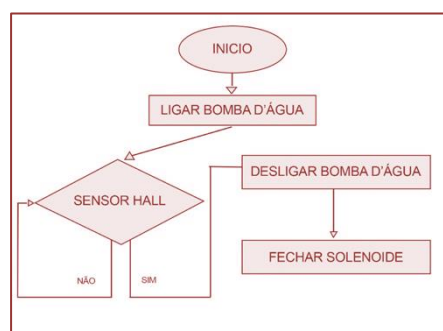 INICIO
LIGAR BOMBA D'ÁGUA
SENSOR HALL
DESLIGAR BOMBA D'ÁGUA
NÃO
SIM
FECHAR SOLENOIDE